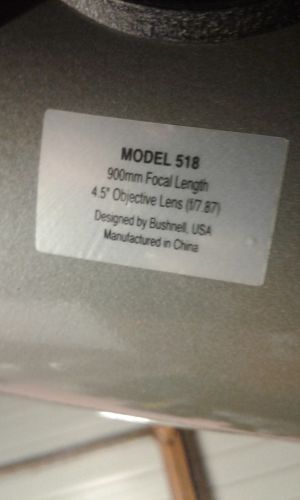 MODEL 518
900mm Focal Length
4.5" Objective Lens (f/7.87)
Designed by Bushnell, USA
Manufactured in China